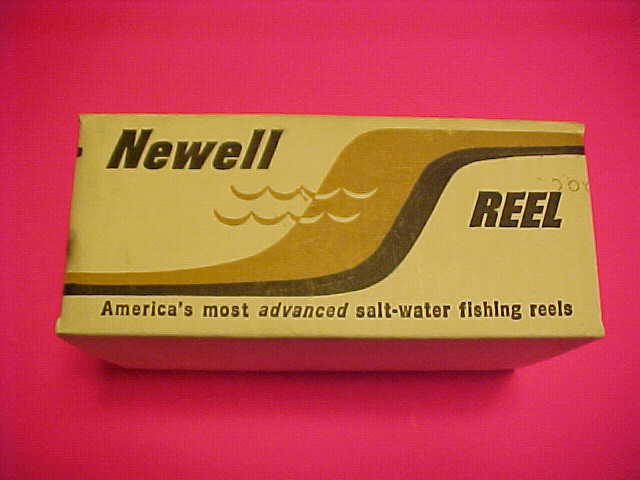 Newell
REEL
America's most advanced salt-water fishing reels